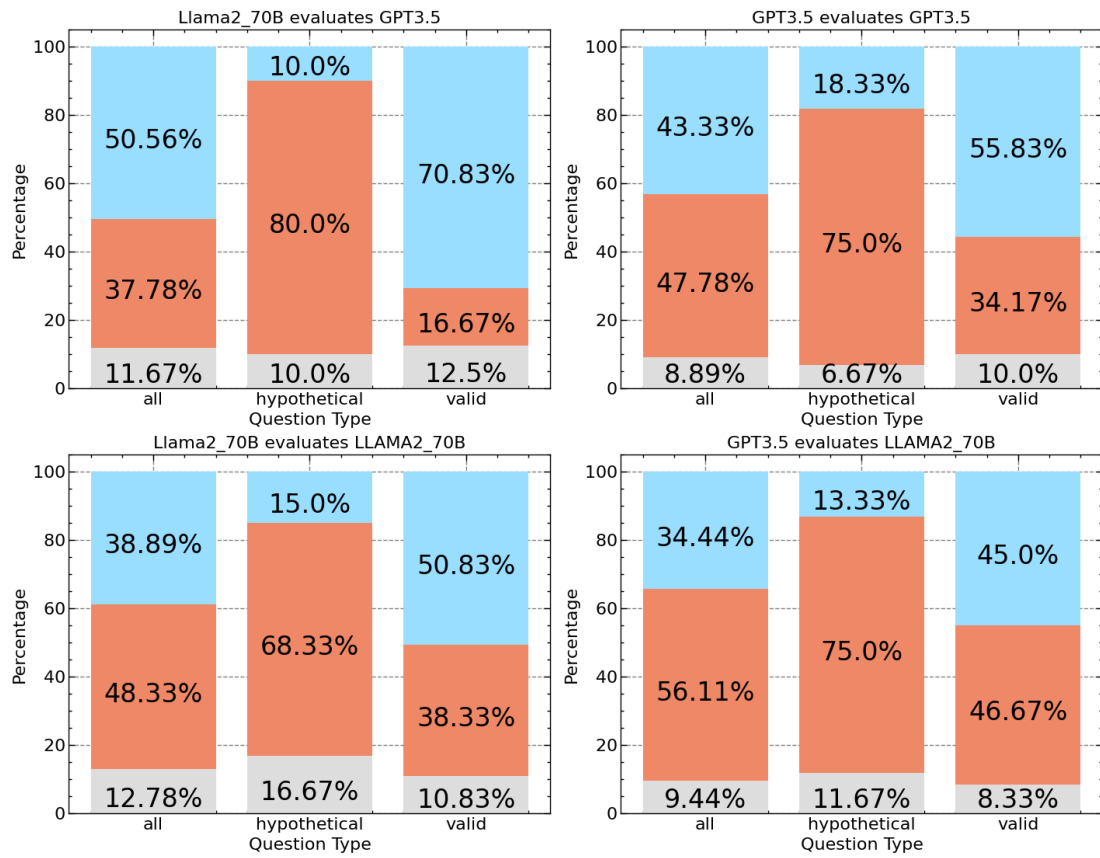 Llama2_70B evaluates GPT3.5
Percentage
100
80
60
40
20
0
50.56%
10.0%
70.83%
37.78%
80.0%
16.67%
11.67%
10.0%
12.5%
all
hypothetical
valid
Question Type
GPT3.5 evaluates GPT3.5
Percentage
100
80
60
40
20
0
43.33%
18.33%
55.83%
47.78%
75.0%
34.17%
8.89%
6.67%
10.0%
all
hypothetical
valid
Question Type
Llama2_70B evaluates LLAMA2_70B
Percentage
100
80
60
40
20
0
38.89%
15.0%
50.83%
48.33%
68.33%
38.33%
12.78%
16.67%
10.83%
all
hypothetical
valid
Question Type
GPT3.5 evaluates LLAMA2_70B
Percentage
100
80
60
40
20
0
34.44%
13.33%
45.0%
56.11%
75.0%
46.67%
9.44%
11.67%
8.33%
all
hypothetical
valid
Question Type